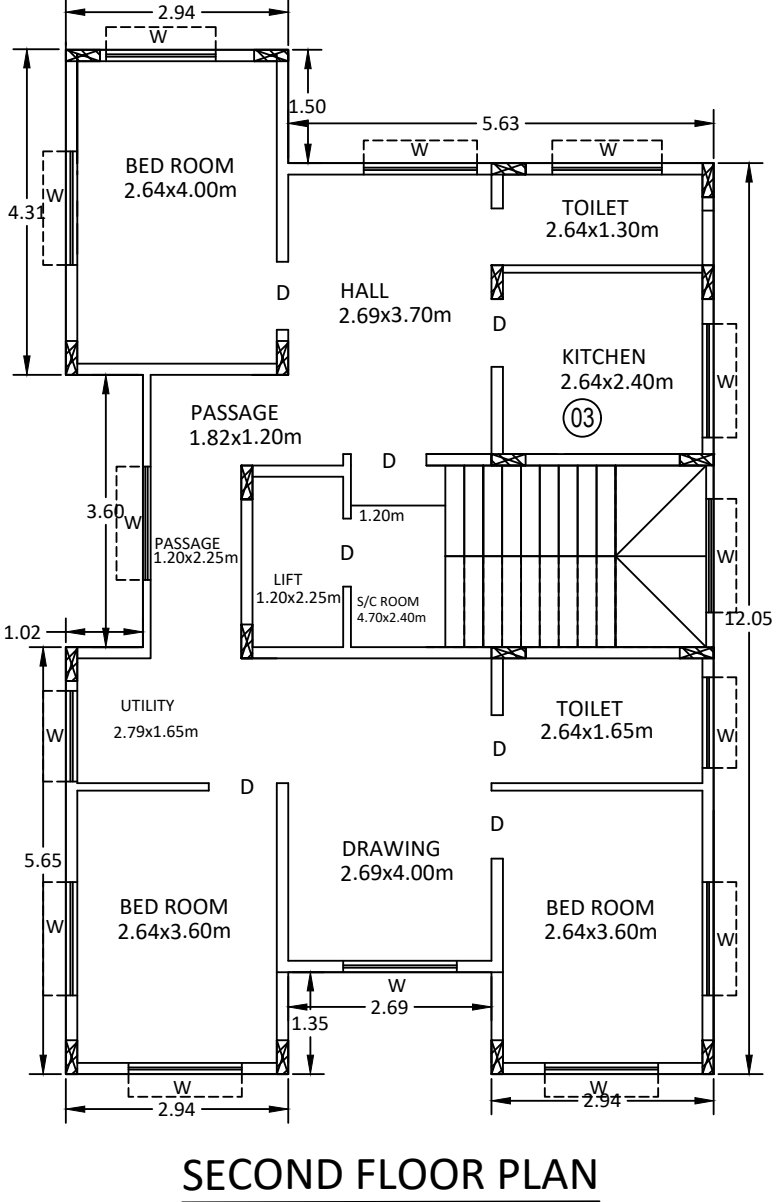 2.94
W
1.50
5.63
W
W
BED ROOM
2.64x4.00m
W
4.31
TOILET
2.64x1.30m
D
HALL
2.69x3.70m
D
KITCHEN
2.64x2.40m
W
03
PASSAGE
1.82x1.20m
D
3.60
W
1.20m
PASSAGE
1.20x2.25m
D
W
LIFT
1.20x2.25m
S/C ROOM
4.70x2.40m
12.05
1.02
UTILITY
2.79x1.65m
W
TOILET
2.64x1.65m
D
W
D
D
5.65
DRAWING
2.69x4.00m
BED ROOM
2.64x3.60m
BED ROOM
2.64x3.60m
W
W
W
2.69
1.35
W
2.94
W
2.94
SECOND FLOOR PLAN